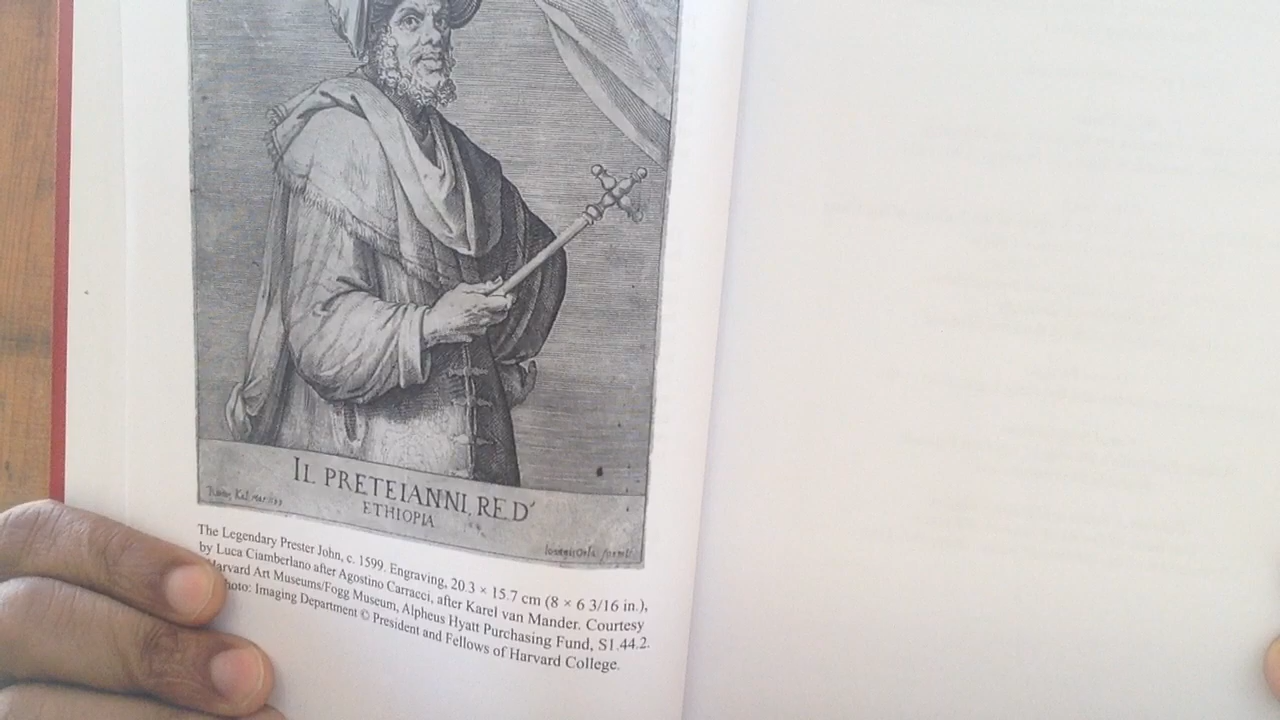 IL PRETEIANNI, RE D'
ETHIOPIA
The Legendary Prester John, c. 1599. Engraving, 20.3 × 15.7 cm (8 × 6 3/16 in.),
by Luca Ciamberlano after Agostino Carracci, after Karel van Mander. Courtesy
Harvard Art Museums/Fogg Museum, Alpheus Hyatt Purchasing Fund, S1.44.2.
Photo: Imaging Department © President and Fellows of Harvard College.